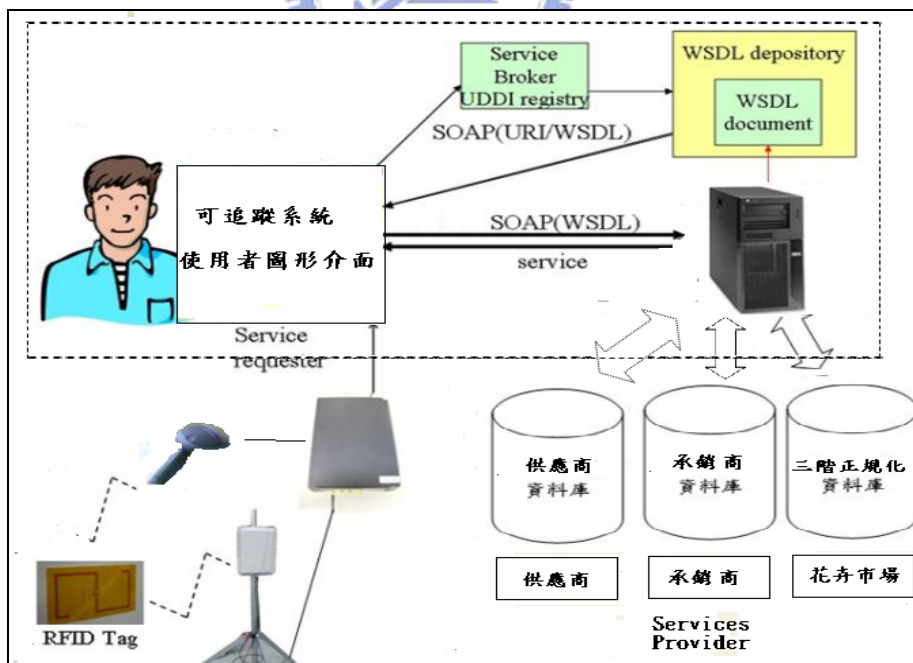 Service
Broker
UDDI registry
WSDL depository
WSDL
document
SOAP(URI/WSDL)
可追蹤系統
使用者圖形介面
SOAP(WSDL)
service
Service
requester
供應商
資料庫
承銷商
資料庫
三階正規化
資料庫
供應商
承銷商
花卉市場
RFID Tag
Services
Provider